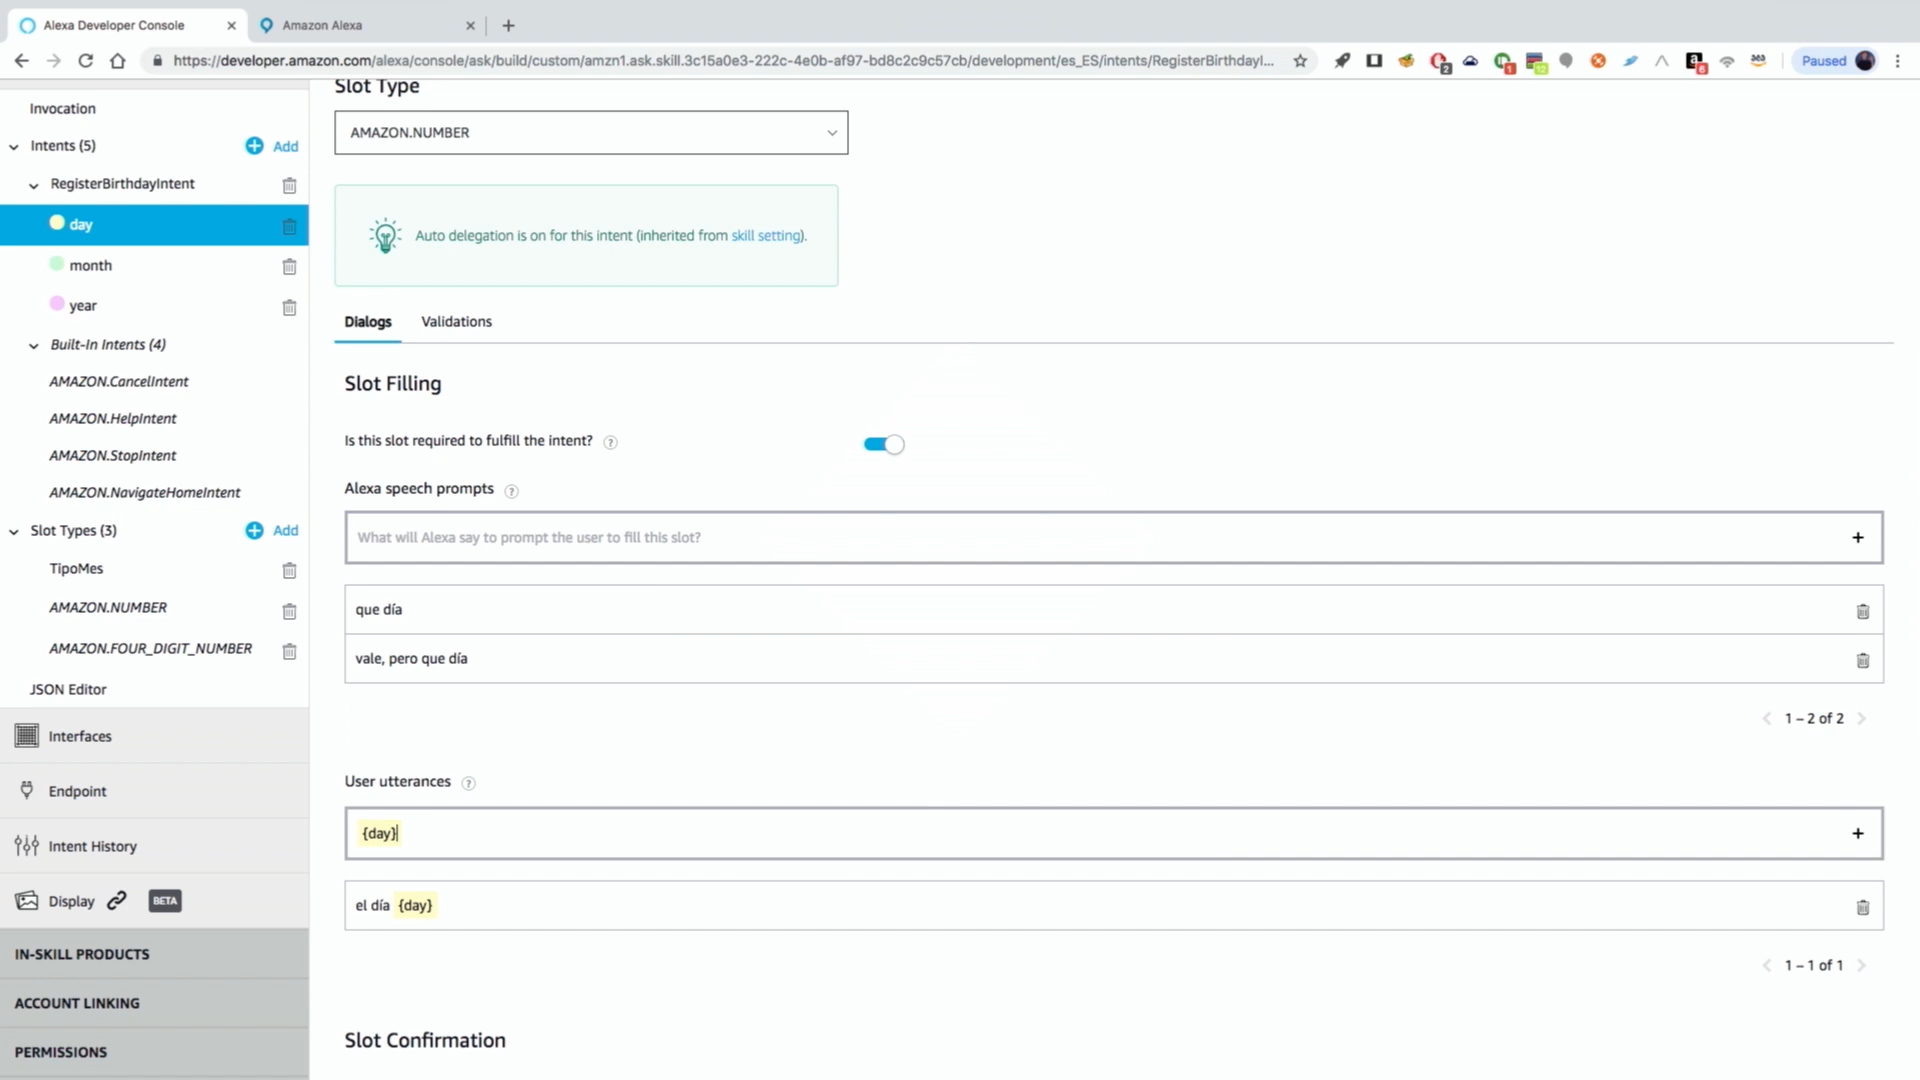 Alexa Developer Console
Amazon Alexa
https://developer.amazon.com/alexa/console/ask/build/custom/amzn1.ask.skill.3c15a0e3-222c-4e0b-af97-bd8c2c9c57cb/development/es_ES/intents/RegisterBirthdayI...
Paused
Invocation
Intents (5)
Add
RegisterBirthdayIntent
day
month
year
Built-In Intents (4)
AMAZON.CancelIntent
AMAZON.HelpIntent
AMAZON.StopIntent
AMAZON.NavigateHomeIntent
Slot Types (3)
Add
TipoMes
AMAZON.NUMBER
AMAZON.FOUR_DIGIT_NUMBER
JSON Editor
Interfaces
Endpoint
Intent History
Display
BETA
IN-SKILL PRODUCTS
ACCOUNT LINKING
PERMISSIONS
Slot Type
AMAZON.NUMBER
Auto delegation is on for this intent (inherited from skill setting).
Dialogs
Validations
Slot Filling
Is this slot required to fulfill the intent? ?
Alexa speech prompts ?
What will Alexa say to prompt the user to fill this slot?
que día
vale, pero que día
1 – 2 of 2
User utterances ?
{day}
el día {day}
1 – 1 of 1
Slot Confirmation